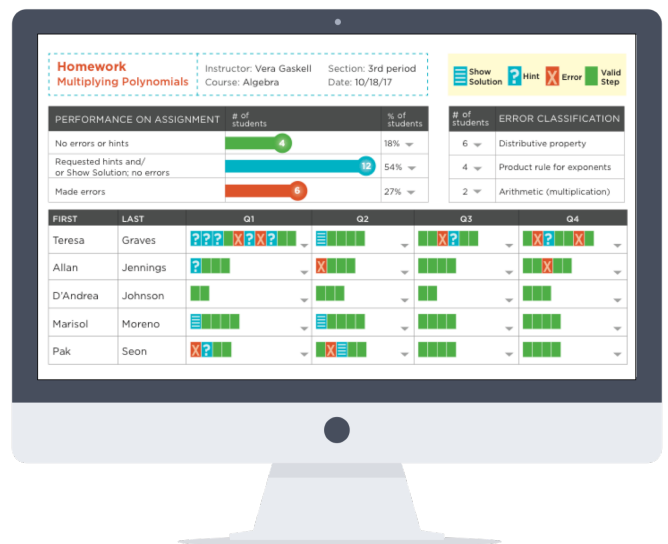 Homework
Multiplying Polynomials
Instructor: Vera Gaskell
Course: Algebra
Section: 3rd period
Date: 10/18/17
Show Solution
? Hint
X Error
Valid Step
PERFORMANCE ON ASSIGNMENT # of students % of students
No errors or hints 4 18%
Requested hints and/
or Show Solution; no errors 12 54%
Made errors 6 27%
# of students ERROR CLASSIFICATION
6 Distributive property
4 Product rule for exponents
2 Arithmetic (multiplication)
FIRST LAST Q1 Q2 Q3 Q4
Teresa Graves ? ? ? X ? X ? X ? X ? X
Allan Jennings ? X X
D'Andrea Johnson
Marisol Moreno
Pak Seon X ? X